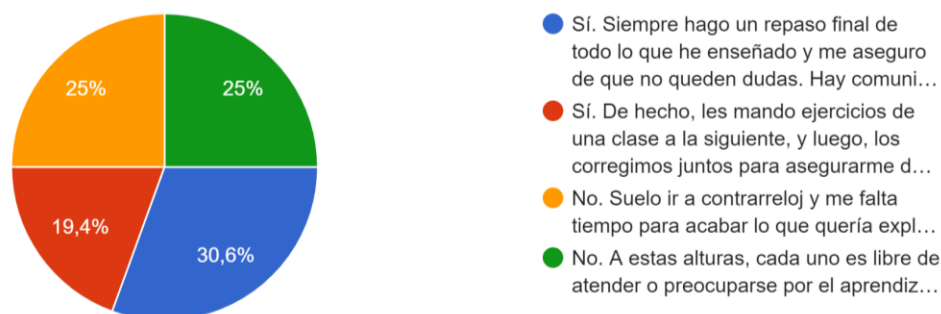 25%
25%
19,4%
30,6%
Sí. Siempre hago un repaso final de
todo lo que he enseñado y me aseguro
de que no queden dudas. Hay comuni…
Sí. De hecho, les mando ejercicios de
una clase a la siguiente, y luego, los
corregimos juntos para asegurarme d…
No. Suelo ir a contrarreloj y me falta
tiempo para acabar lo que quería expl…
No. A estas alturas, cada uno es libre de
atender o preocuparse por el aprendiz…